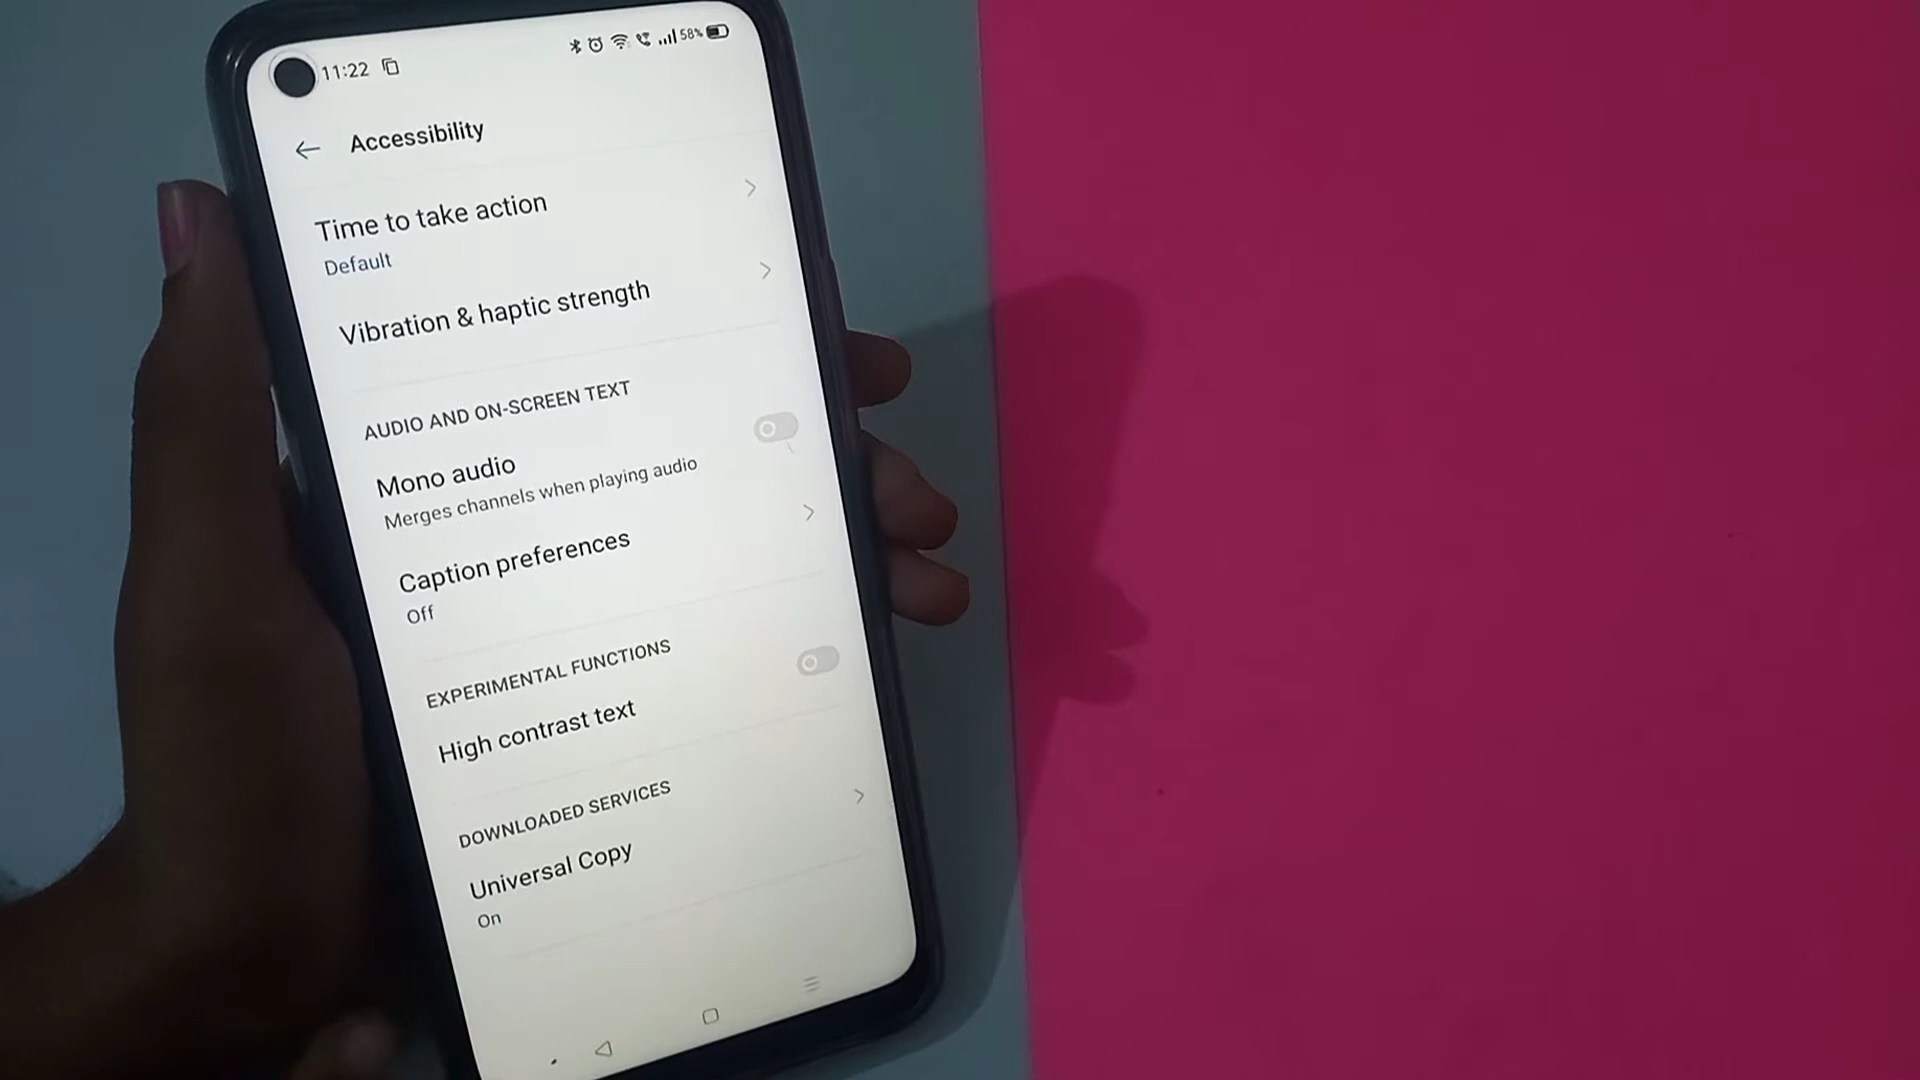 11:22 58%
Accessibility
Time to take action
Default
Vibration & haptic strength
AUDIO AND ON-SCREEN TEXT
Mono audio
Merges channels when playing audio
Caption preferences
Off
EXPERIMENTAL FUNCTIONS
High contrast text
DOWNLOADED SERVICES
Universal Copy
On